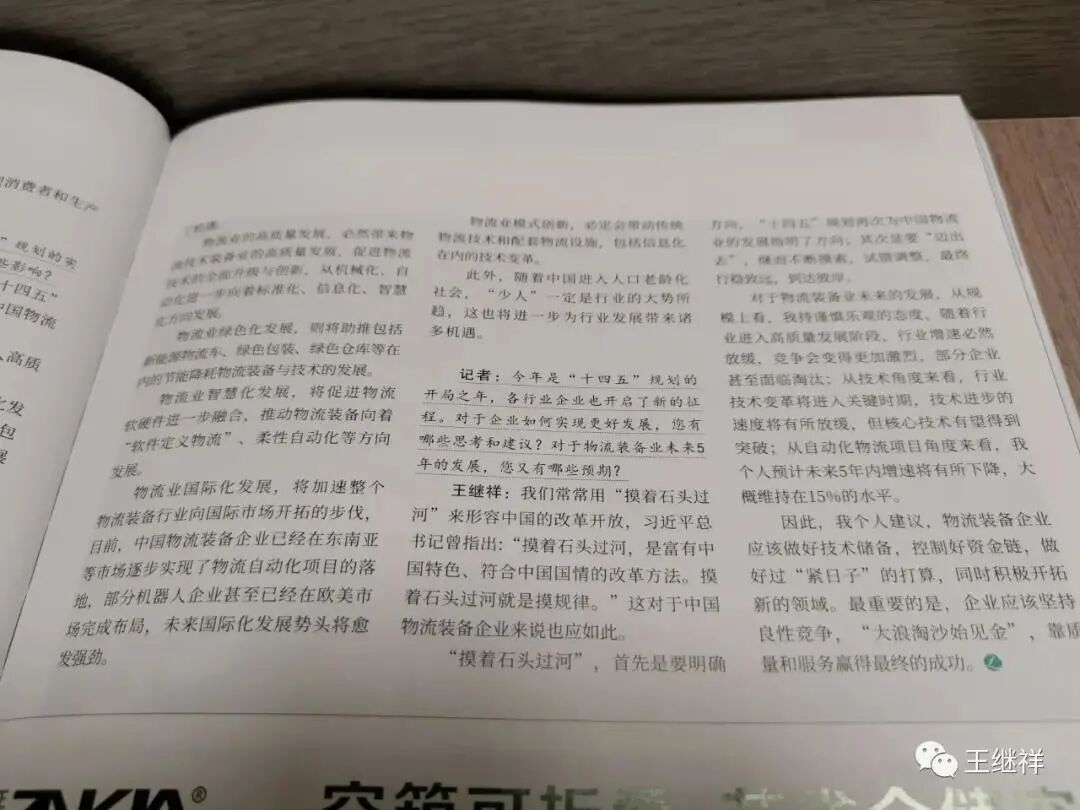 消费者和生产
”规划的实
些影响？
十四五”
中国物流
高质
化发
包
展
物流业的高质量发展，必然带来物
流技术装备业的高质量发展，促进物流
技术的全面升级与创新，从机械化、自
动化进一步向着标准化、信息化、智慧
化方向发展。
物流业绿色化发展，则将助推包括
新能源物流车、绿色包装、绿色仓库等在
内的节能降耗物流装备与技术的发展。
物流业智慧化发展，将促进物流
软硬件进一步融合，推动物流装备向着
“软件定义物流”、柔性自动化等方向
发展。
物流业国际化发展，将加速整个
物流装备行业向国际市场开拓的步伐，
目前，中国物流装备企业已经在东南亚
等市场逐步实现了物流自动化项目的落
地，部分机器人企业甚至已经在欧美市
场完成布局，未来国际化发展势头将愈
发强劲。
物流业模式创新，必定会带动传统
物流技术和配套物流设施，包括信息化
在内的技术变革。
此外，随着中国进入人口老龄化
社会，“少人”一定是行业的大势所
趋，这也将进一步为行业发展带来诸
多机遇。
记者：今年是“十四五”规划的
开局之年，各行业企业也开启了新的征
程。对于企业如何实现更好发展，您有
哪些思考和建议？对于物流装备业未来5
年的发展，您又有哪些预期？
王继祥：我们常常用“摸着石头过
河”来形容中国的改革开放，习近平总
书记曾指出：“摸着石头过河，是富有中
国特色、符合中国国情的改革方法。摸
着石头过河就是摸规律。”这对于中国
物流装备企业来说也应如此。
“摸着石头过河”，首先是要明确
方向，“十四五”规划再次为中国物流
业的发展指明了方向；其次是要“迈出
去”，继而不断摸索，试错调整，最终
行稳致远，到达彼岸。
对于物流装备业未来的发展，从规
模上看，我持谨慎乐观的态度，随着行
业进入高质量发展阶段，行业增速必然
放缓，竞争会变得更加激烈，部分企业
甚至面临淘汰；从技术角度来看，行业
技术变革将进入关键时期，技术进步的
速度将有所放缓，但核心技术有望得到
突破；从自动化物流项目角度来看，我
个人预计未来5年内增速将有所下降，大
概维持在15%的水平。
因此，我个人建议，物流装备企业
应该做好技术储备，控制好资金链，做
好过“紧日子”的打算，同时积极开拓
新的领域。最重要的是，企业应该坚持
良性竞争，“大浪淘沙始见金”，靠质
量和服务赢得最终的成功。
王继祥